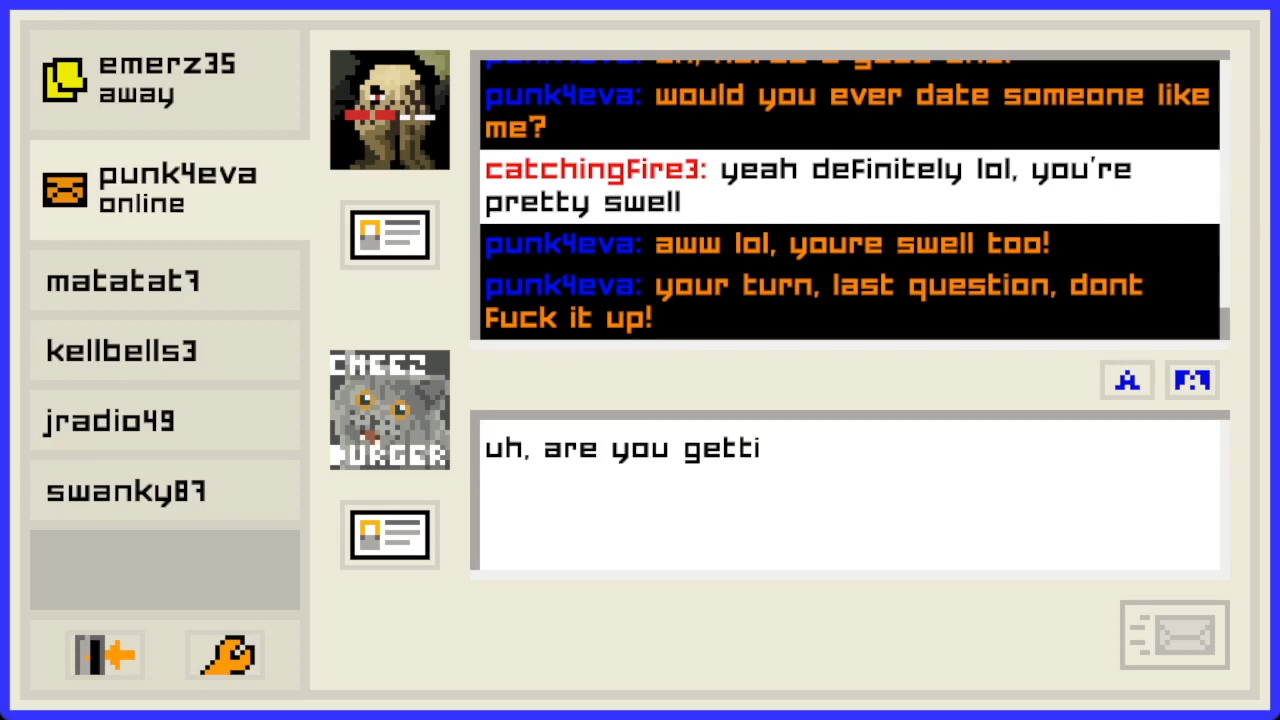 emerz35
away
punk4eva
online
matatat7
kellbells3
jradio49
swanky87
punk4eva: would you ever date someone like
me?
catchingfire3: yeah definitely lol, you're
pretty swell
punk4eva: aww lol, youre swell too!
punk4eva: your turn, last question, dont
fuck it up!
CHEEZ
BURGER
uh, are you getti